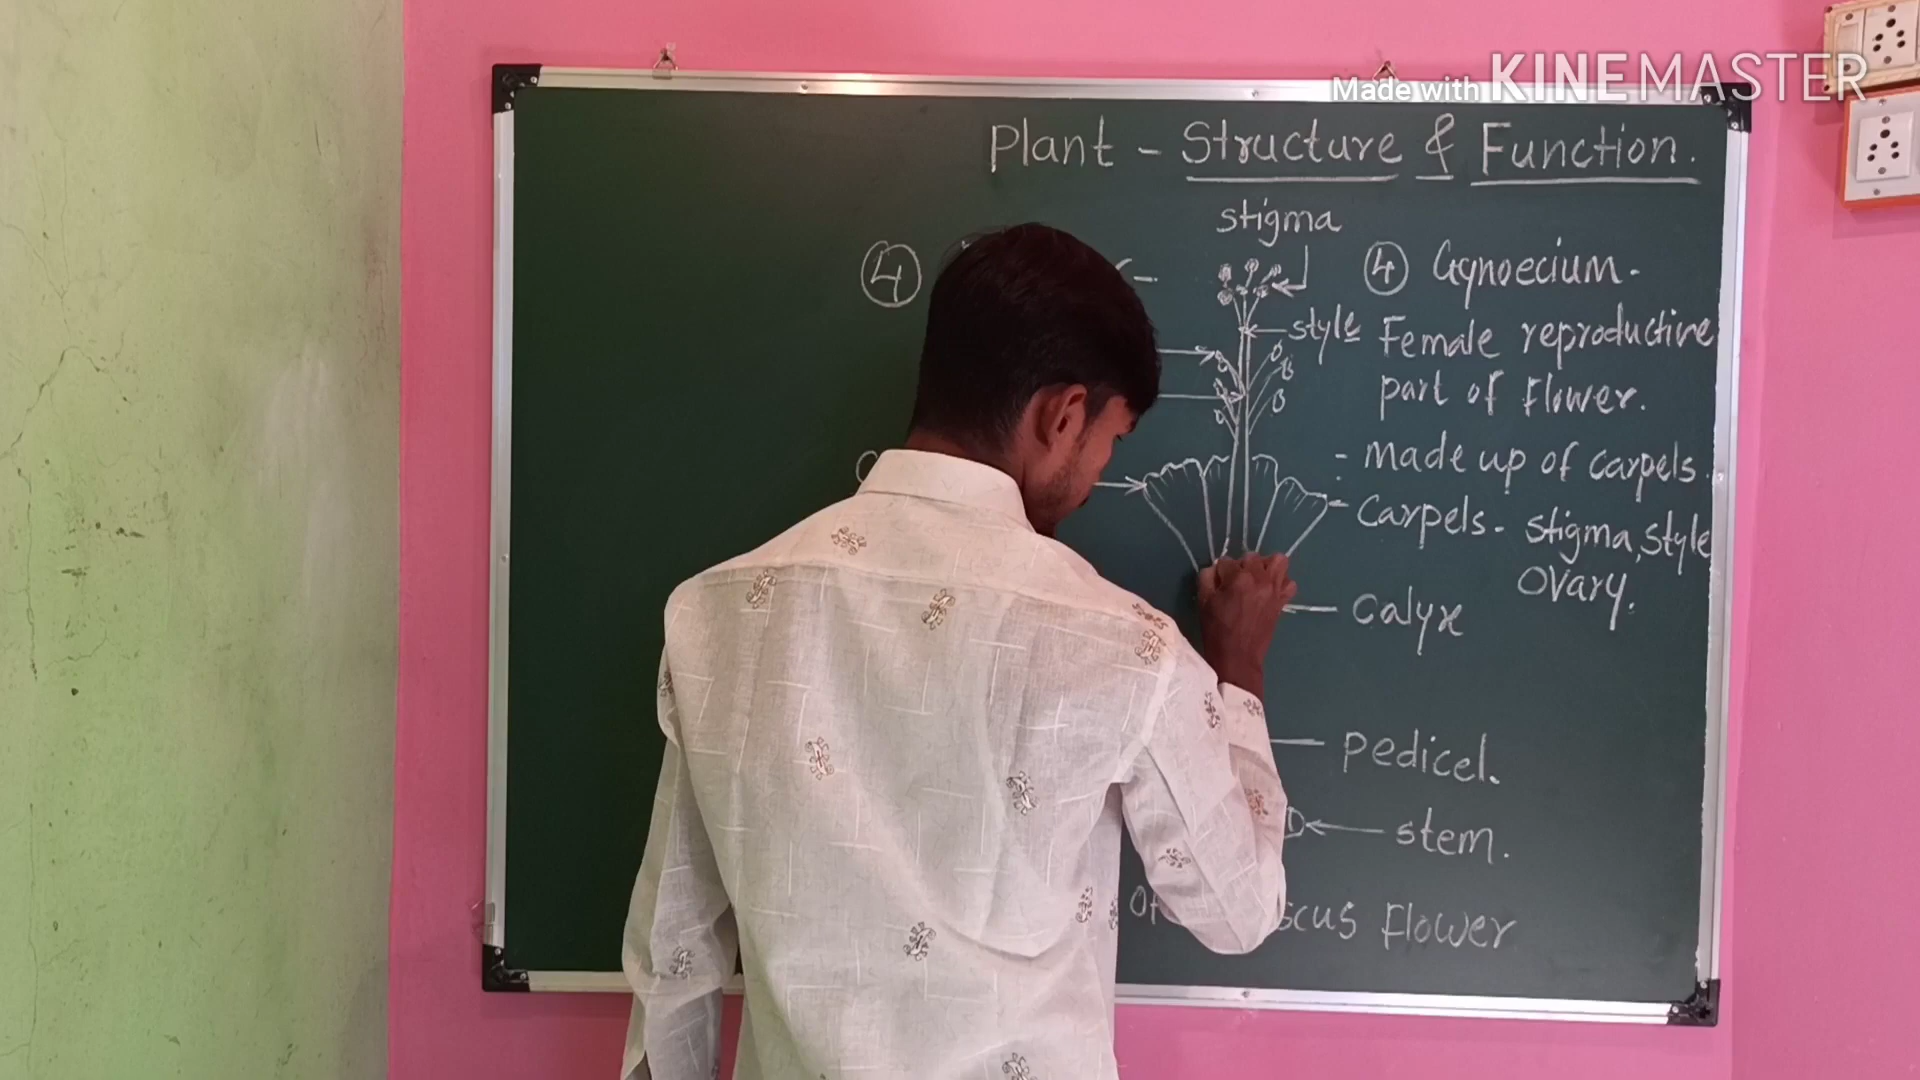 Made with KINEMASTER
Plant - Structure & Function.
stigma
4
4 Gynoecium.
style
Female reproductive
part of Flower.
- made up of carpels.
- Carpels - stigma, style
ovary.
Calyx
Pedicel.
stem.
Flower